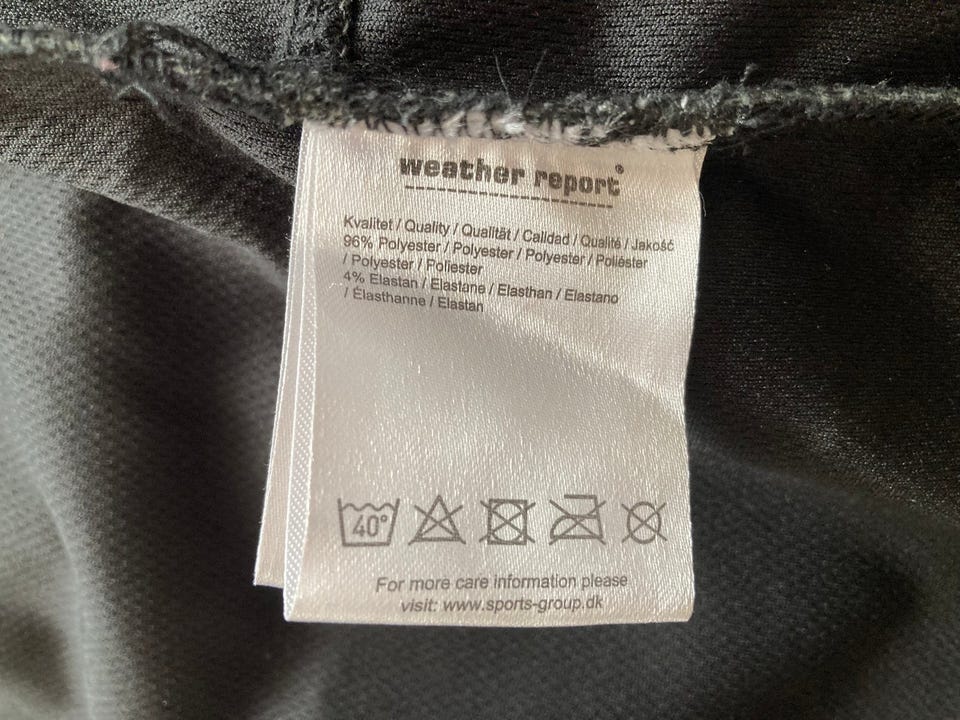 weather report®
Kvalitet / Quality / Qualität / Calidad / Qualité / Jakość
96% Polyester / Polyester / Polyester / Poliéster
/ Polyester / Poliester
4% Elastan / Elastane / Elasthan / Elastano
/ Élasthanne / Elastan
40°
For more care information please
visit: www.sports-group.dk